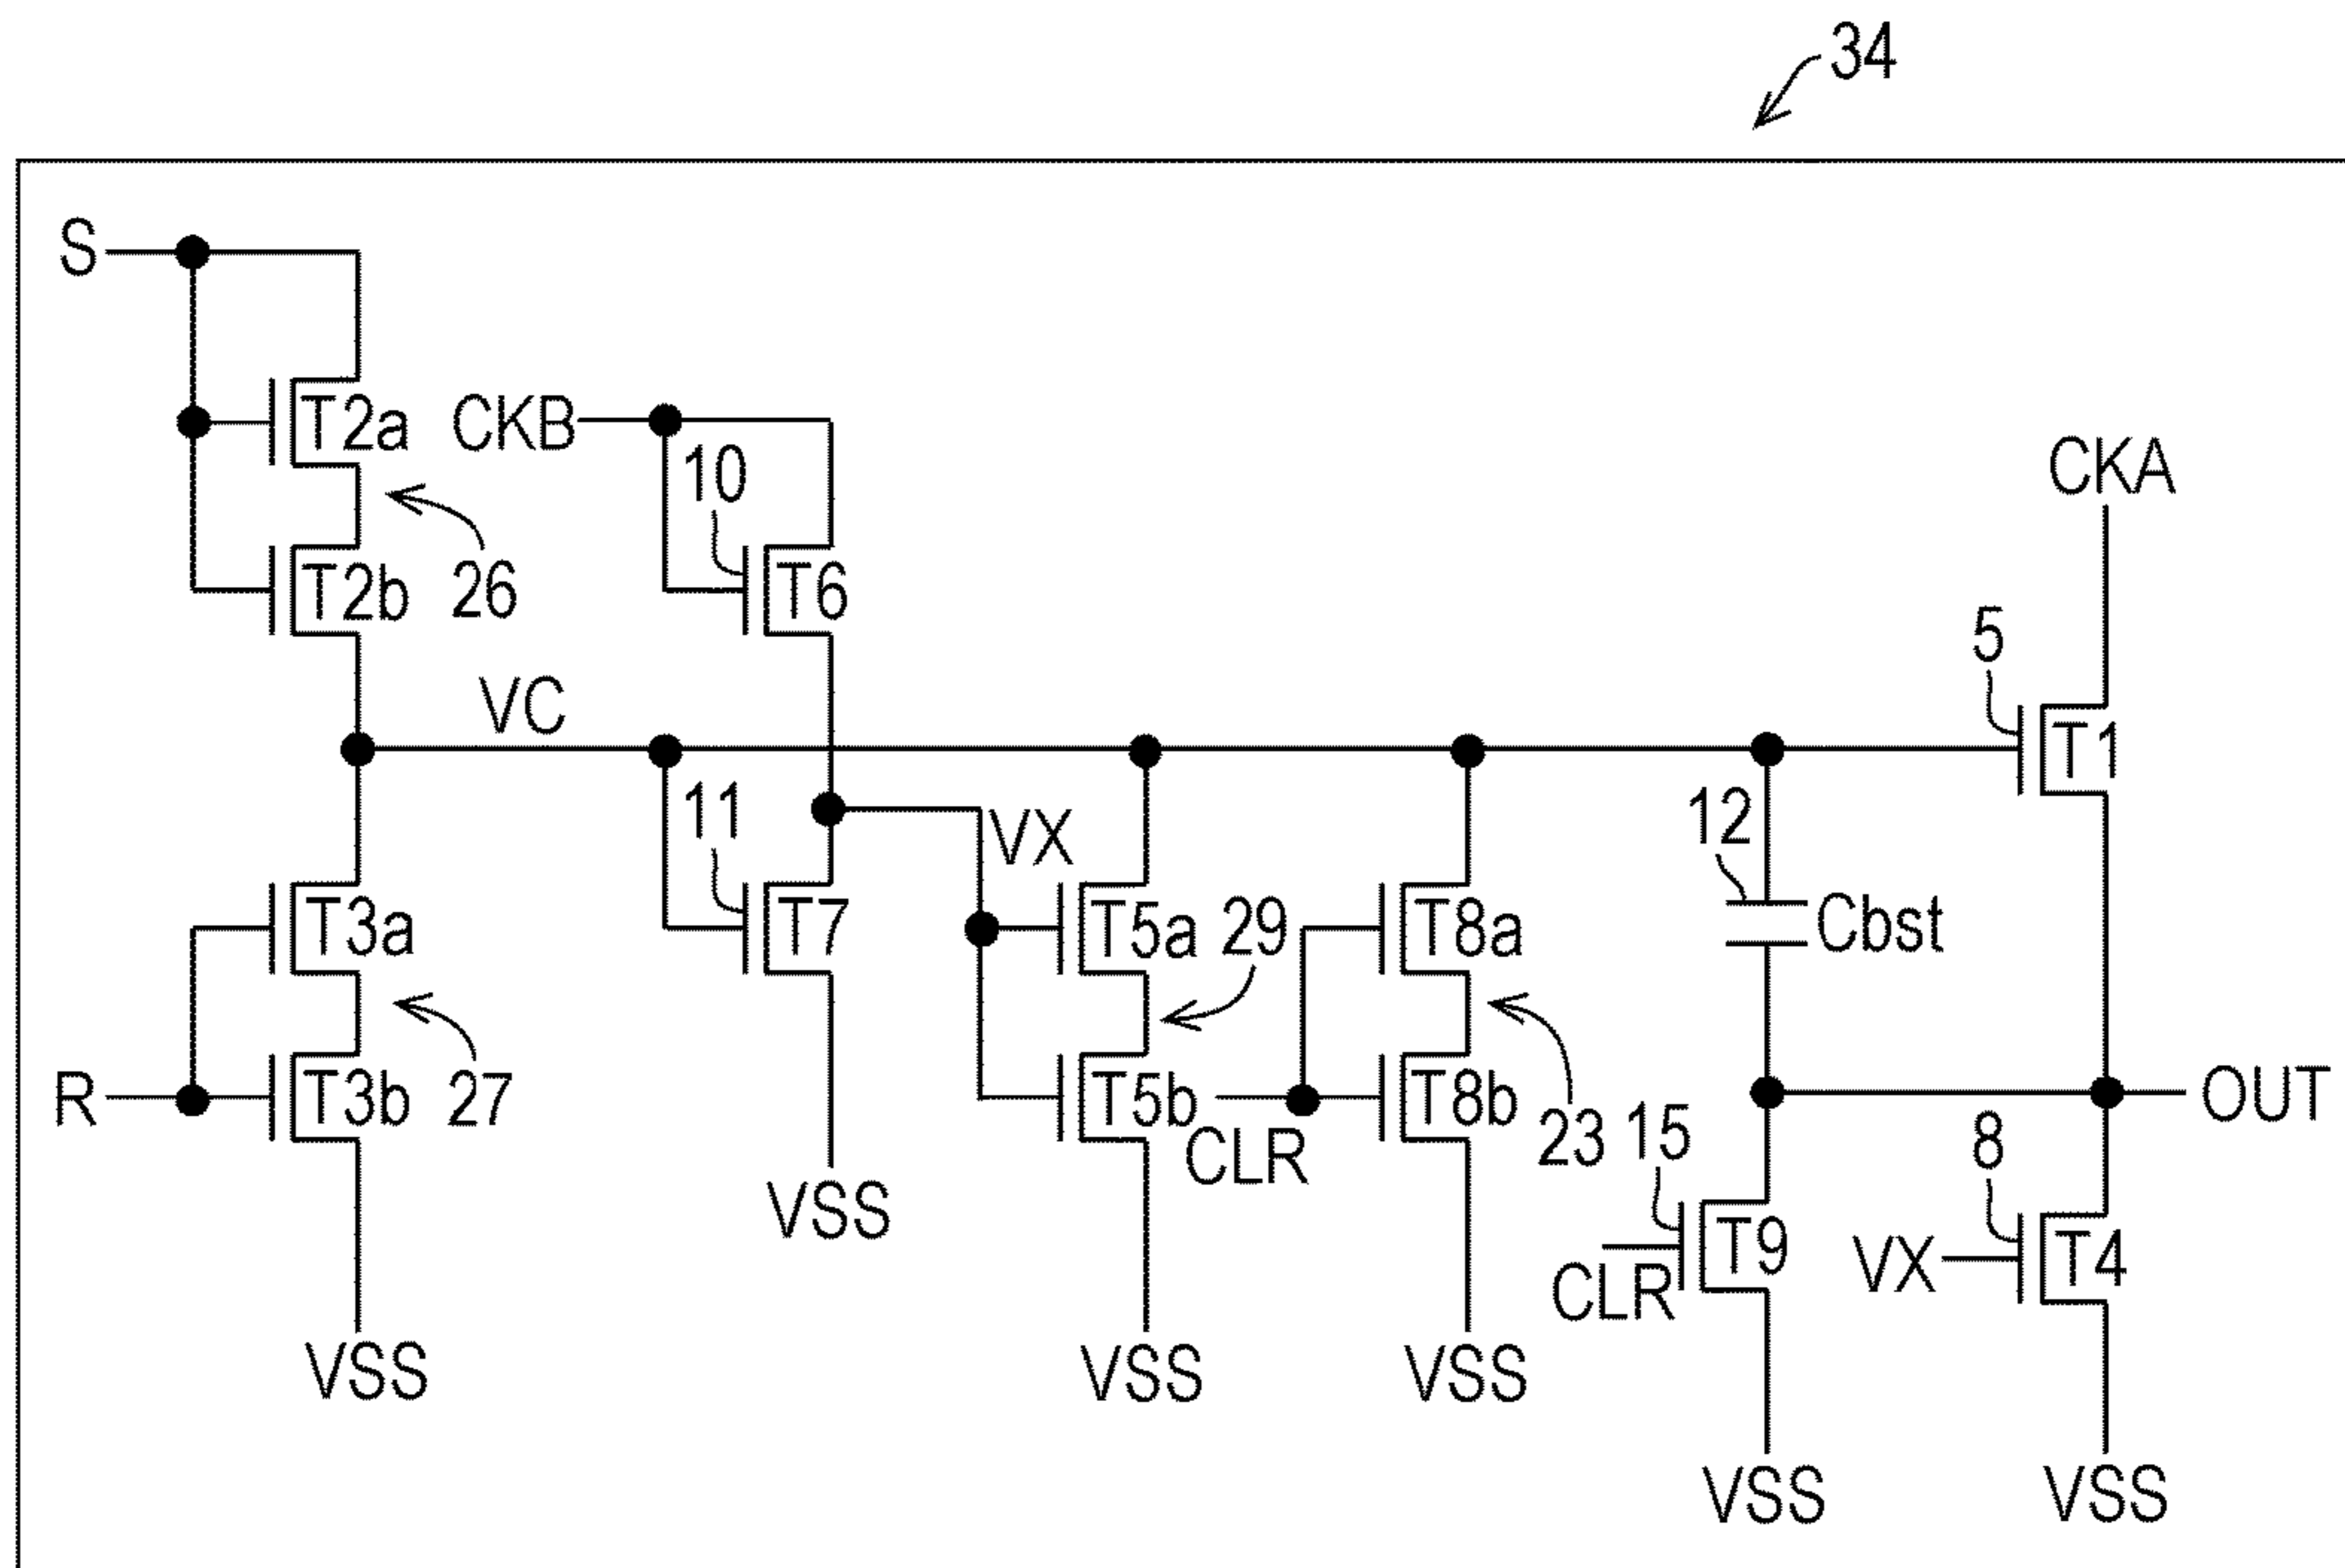 34
S
T2a
CKB
10
CKA
T2b
26
T6
5
VC
T1
11
VX
12
T3a
T7
T5a
29
T8a
Cbst
R
T3b
27
T5b
T8b
OUT
CLR
23
15
8
VSS
T9
VX
T4
CLR
VSS
VSS
VSS
VSS
VSS